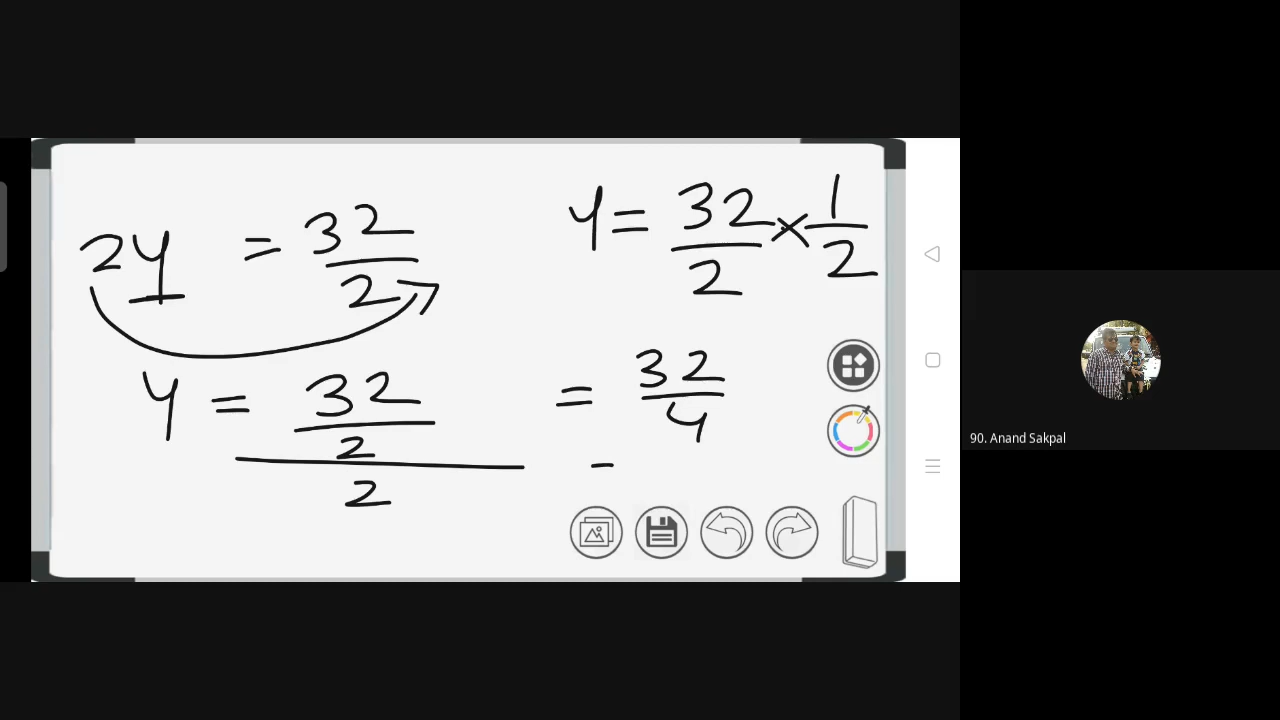 2y = 32/2
y = 32/2 × 1/2
y = 32/2/2
= 32/4
=
90. Anand Sakpal